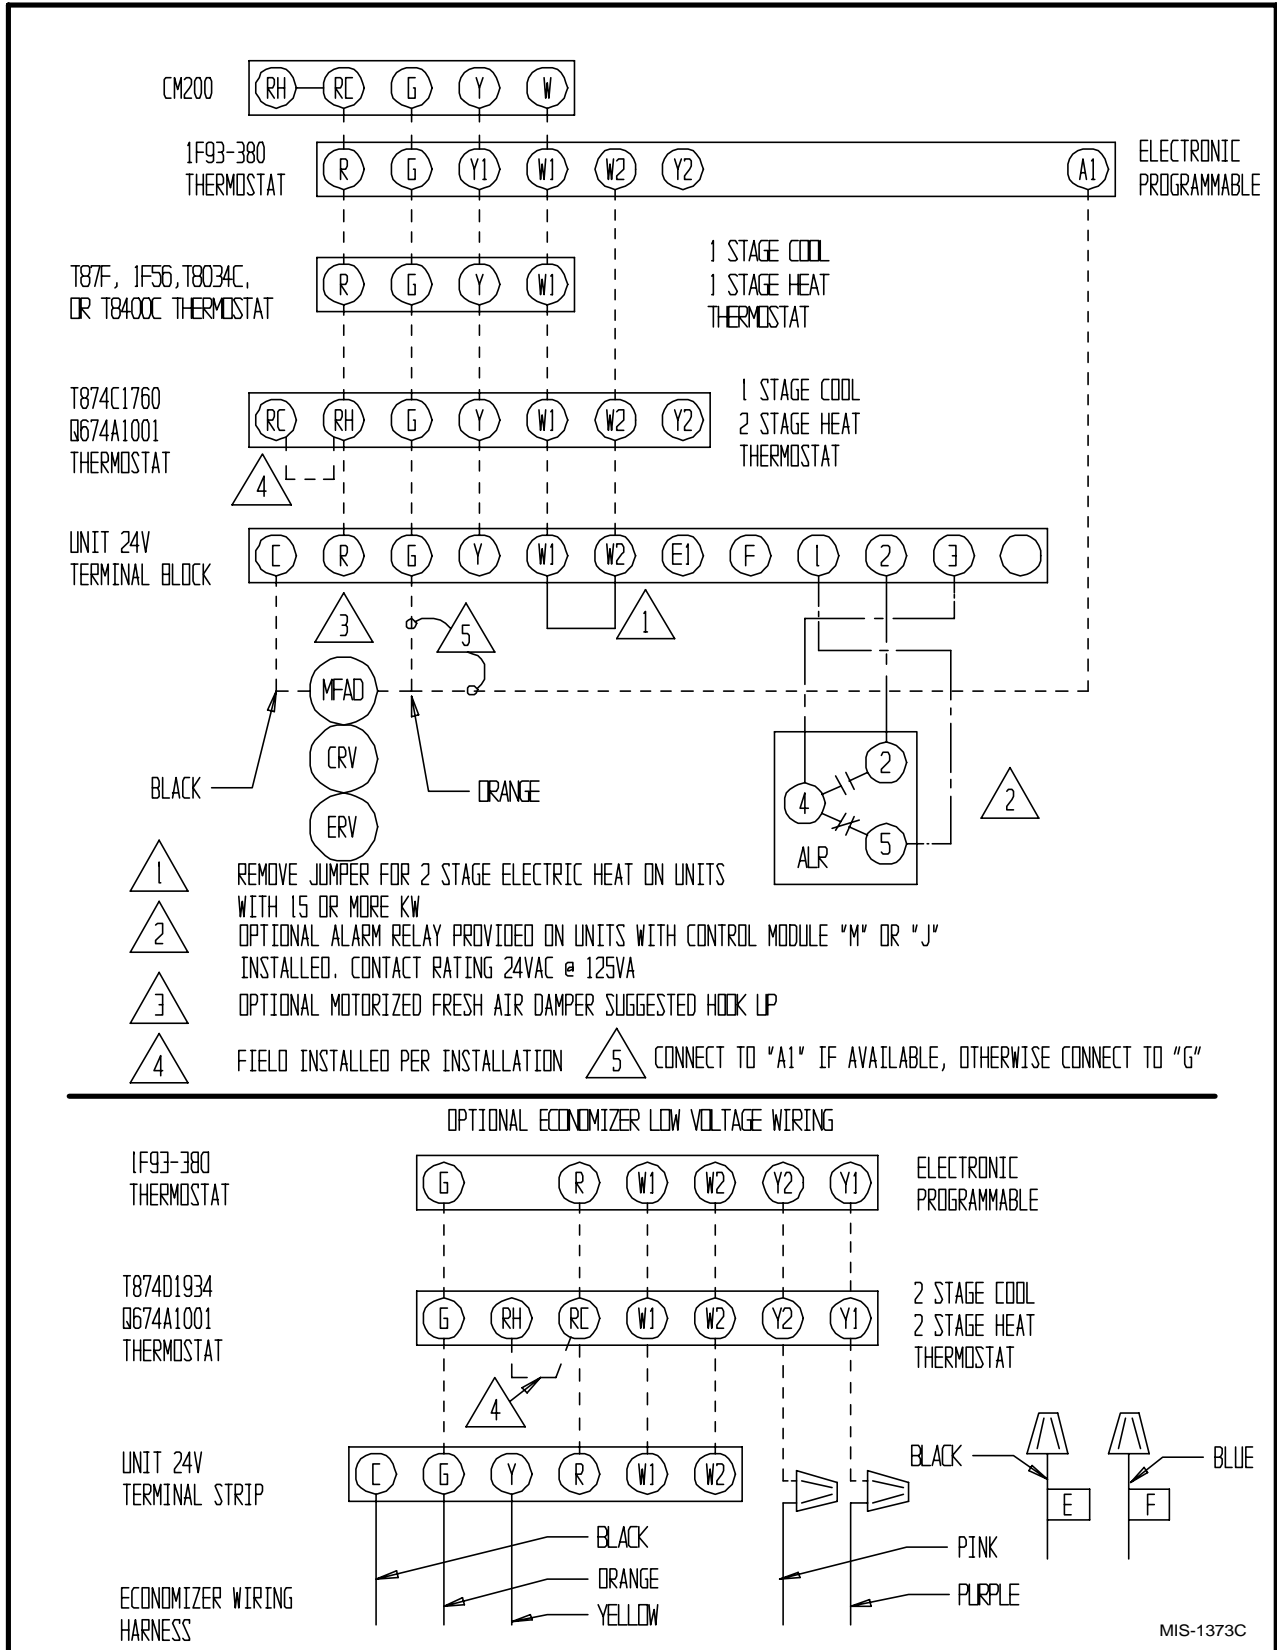 CM200 RH RC G Y W
1F93-380
THERMOSTAT
R G Y1 W1 W2 Y2 A1
ELECTRONIC
PROGRAMMABLE
T87F, 1F56,T8034C,
OR T8400C THERMOSTAT
R G Y W1
1 STAGE COOL
1 STAGE HEAT
THERMOSTAT
T874C1760
Q674A1001
THERMOSTAT
RC RH G Y W1 W2 Y2
1 STAGE COOL
2 STAGE HEAT
THERMOSTAT
4
UNIT 24V
TERMINAL BLOCK
C R G Y W1 W2 E1 F 1 2 3
3 5 1
MFAD
CRV
ERV
BLACK
ORANGE
2
4
5
ALR
2
1 REMOVE JUMPER FOR 2 STAGE ELECTRIC HEAT ON UNITS
WITH 15 OR MORE KW
2 OPTIONAL ALARM RELAY PROVIDED ON UNITS WITH CONTROL MODULE "M" OR "J"
INSTALLED. CONTACT RATING 24VAC @ 125VA
3 OPTIONAL MOTORIZED FRESH AIR DAMPER SUGGESTED HOOK UP
4 FIELD INSTALLED PER INSTALLATION
5 CONNECT TO "A1" IF AVAILABLE, OTHERWISE CONNECT TO "G"
OPTIONAL ECONOMIZER LOW VOLTAGE WIRING
1F93-380
THERMOSTAT
G R W1 W2 Y2 Y1
ELECTRONIC
PROGRAMMABLE
T874D1934
Q674A1001
THERMOSTAT
G RH RC W1 W2 Y2 Y1
2 STAGE COOL
2 STAGE HEAT
THERMOSTAT
4
UNIT 24V
TERMINAL STRIP
C G Y R W1 W2
BLACK
E
F
BLUE
BLACK
ORANGE
YELLOW
PINK
PURPLE
ECONOMIZER WIRING
HARNESS
MIS-1373C